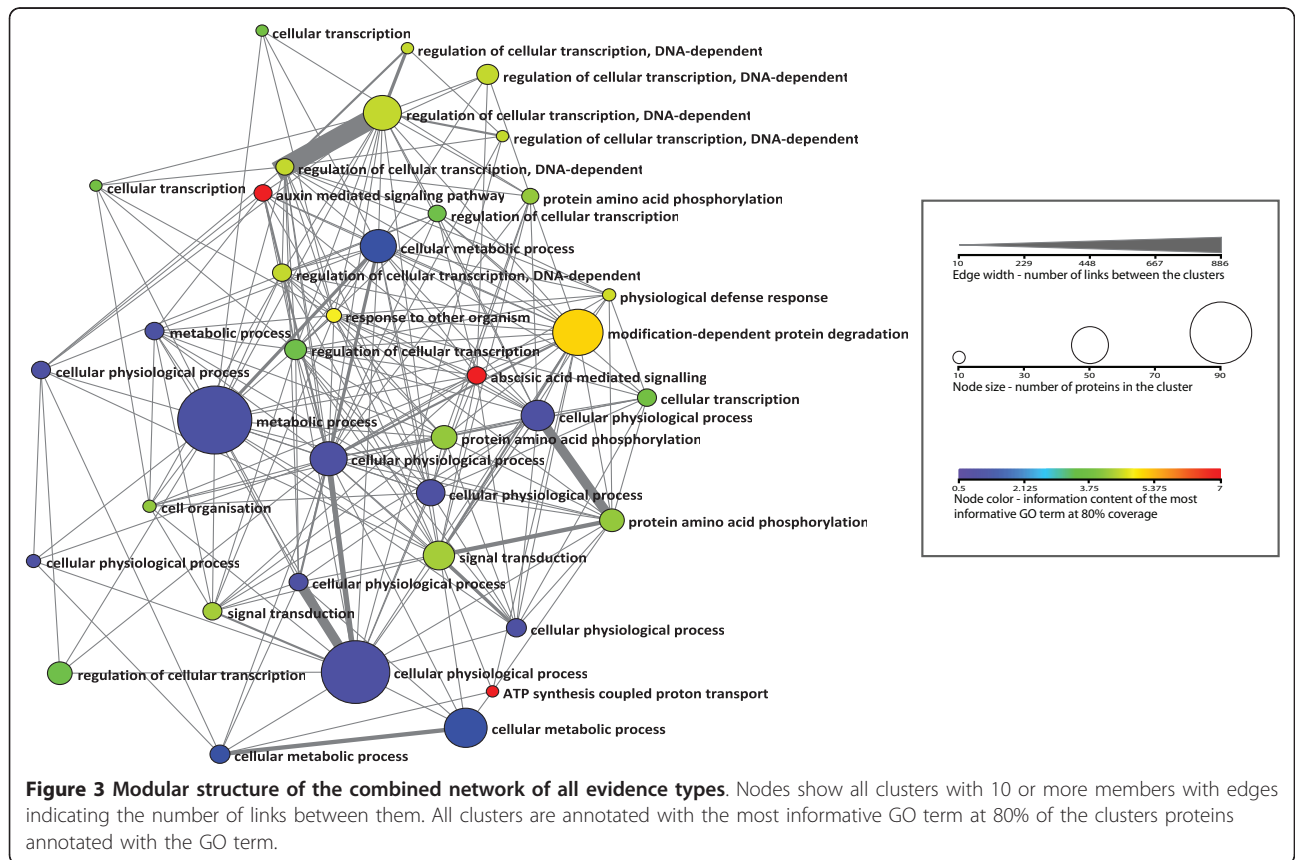 cellular transcription
regulation of cellular transcription, DNA-dependent
regulation of cellular transcription, DNA-dependent
regulation of cellular transcription, DNA-dependent
regulation of cellular transcription, DNA-dependent
regulation of cellular transcription, DNA-dependent
cellular transcription
auxin mediated signaling pathway
protein amino acid phosphorylation
regulation of cellular transcription
cellular metabolic process
regulation of cellular transcription, DNA-dependent
physiological defense response
response to other organism
metabolic process
modification-dependent protein degradation
regulation of cellular transcription
cellular physiological process
abscisic acid mediated signalling
cellular transcription
metabolic process
cellular physiological process
protein amino acid phosphorylation
cellular physiological process
cellular physiological process
cell organisation
protein amino acid phosphorylation
signal transduction
cellular physiological process
cellular physiological process
signal transduction
cellular physiological process
regulation of cellular transcription
cellular physiological process
ATP synthesis coupled proton transport
cellular metabolic process
cellular metabolic process
10 229 448 667 886
Edge width - number of links between the clusters
10 30 50 70 90
Node size - number of proteins in the cluster
0.5 2.125 3.75 5.375 7
Node color - information content of the most
informative GO term at 80% coverage
Figure 3 Modular structure of the combined network of all evidence types. Nodes show all clusters with 10 or more members with edges
indicating the number of links between them. All clusters are annotated with the most informative GO term at 80% of the clusters proteins
annotated with the GO term.